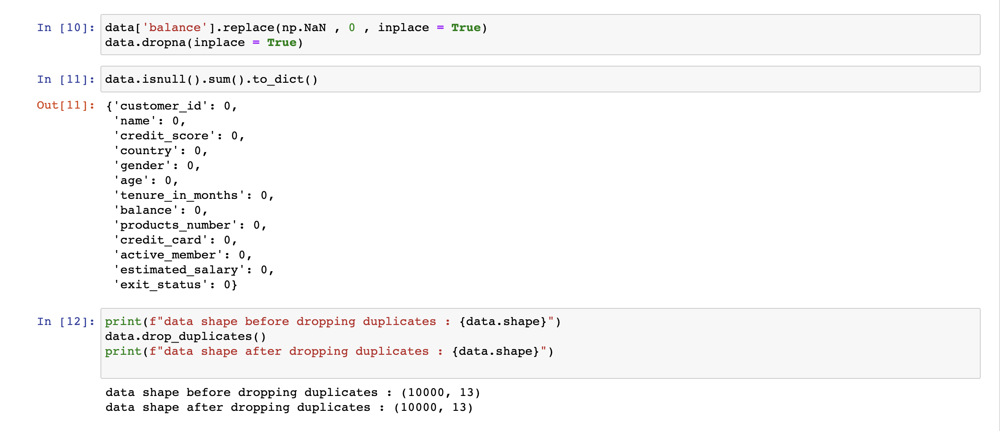 In [10]: data['balance'].replace(np.NaN , 0 , inplace = True)
data.dropna(inplace = True)
In [11]: data.isnull().sum().to_dict()
Out[11]: {'customer_id': 0,
'name': 0,
'credit_score': 0,
'country': 0,
'gender': 0,
'age': 0,
'tenure_in_months': 0,
'balance': 0,
'products_number': 0,
'credit_card': 0,
'active_member': 0,
'estimated_salary': 0,
'exit_status': 0}
In [12]: print(f"data shape before dropping duplicates : {data.shape}")
data.drop_duplicates()
print(f"data shape after dropping duplicates : {data.shape}")
data shape before dropping duplicates : (10000, 13)
data shape after dropping duplicates : (10000, 13)